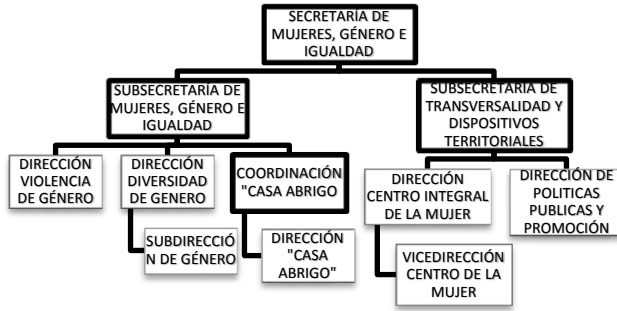 SECRETARÍA DE
MUJERES, GÉNERO E
IGUALDAD
SUBSECRETARÍA DE
MUJERES, GÉNERO E
IGUALDAD
SUBSECRETARÍA DE
TRANSVERSALIDAD Y
DISPOSITIVOS
TERRITORIALES
DIRECCIÓN
VIOLENCIA
DE GÉNERO
DIRECCIÓN
DIVERSIDAD
DE GENERO
COORDINACIÓN
"CASA ABRIGO
DIRECCIÓN
CENTRO INTEGRAL
DE LA MUJER
DIRECCIÓN DE
POLITICAS
PUBLICAS Y
PROMOCIÓN
SUBDIRECCIÓ
N DE GÉNERO
DIRECCIÓN
"CASA
ABRIGO"
VICEDIRECCIÓN
CENTRO DE LA
MUJER